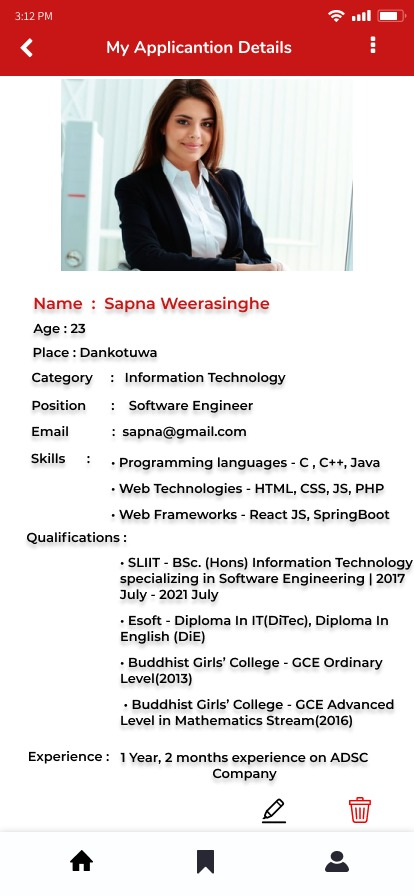 3:12 PM
My Applicantion Details
Name : Sapna Weerasinghe
Age : 23
Place : Dankotuwa
Category : Information Technology
Position : Software Engineer
Email : sapna@gmail.com
Skills : • Programming languages - C , C++, Java
• Web Technologies - HTML, CSS, JS, PHP
• Web Frameworks - React JS, SpringBoot
Qualifications :
• SLIIT - BSc. (Hons) Information Technology
specializing in Software Engineering | 2017
July - 2021 July
• Esoft - Diploma In IT(DiTec), Diploma In
English (DiE)
• Buddhist Girls’ College - GCE Ordinary
Level(2013)
• Buddhist Girls’ College - GCE Advanced
Level in Mathematics Stream(2016)
Experience : 1 Year, 2 months experience on ADSC
Company